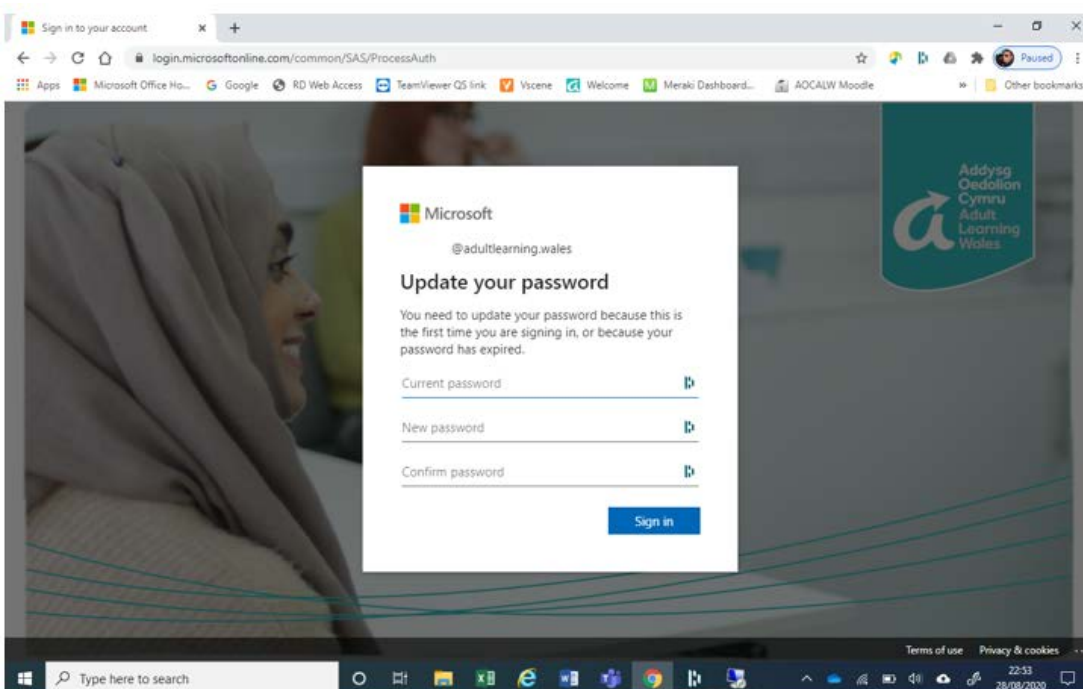 Sign in to your account
login.microsoftonline.com/common/SAS/ProcessAuth
Paused
Apps Microsoft Office Ho... Google RD Web Access TeamViewer QS link Vscene Welcome Meraki Dashboard... AOCALW Moodle » Other bookmarks
Addysg
Oedolion
Cymru
Adult
Learning
Wales
Microsoft
@adultlearning.wales
Update your password
You need to update your password because this is
the first time you are signing in, or because your
password has expired.
Current password
New password
Confirm password
Sign in
Terms of use Privacy & cookies ...
Type here to search
22:53
28/08/2020